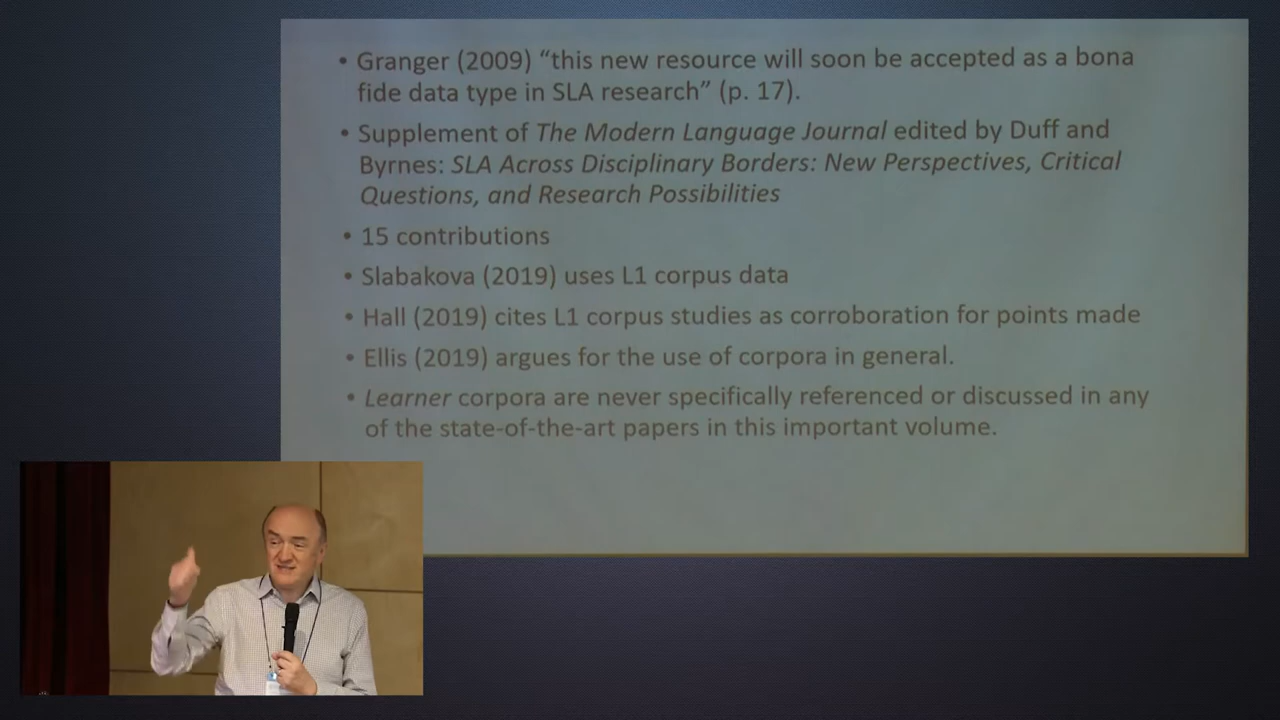 • Granger (2009) “this new resource will soon be accepted as a bona
fide data type in SLA research” (p. 17).
• Supplement of The Modern Language Journal edited by Duff and
Byrnes: SLA Across Disciplinary Borders: New Perspectives, Critical
Questions, and Research Possibilities
• 15 contributions
• Slabakova (2019) uses L1 corpus data
• Hall (2019) cites L1 corpus studies as corroboration for points made
• Ellis (2019) argues for the use of corpora in general.
• Learner corpora are never specifically referenced or discussed in any
of the state-of-the-art papers in this important volume.